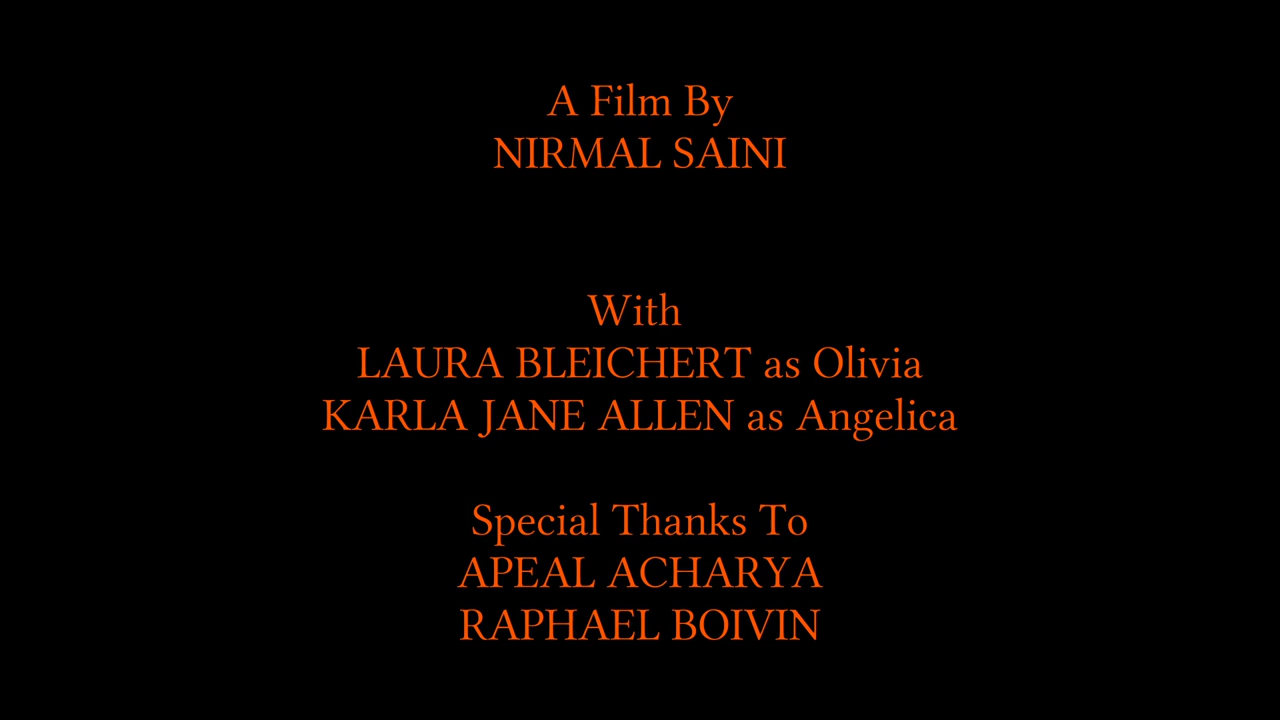 A Film By
NIRMAL SAINI
With
LAURA BLEICHERT as Olivia
KARLA JANE ALLEN as Angelica
Special Thanks To
APEAL ACHARYA
RAPHAEL BOIVIN